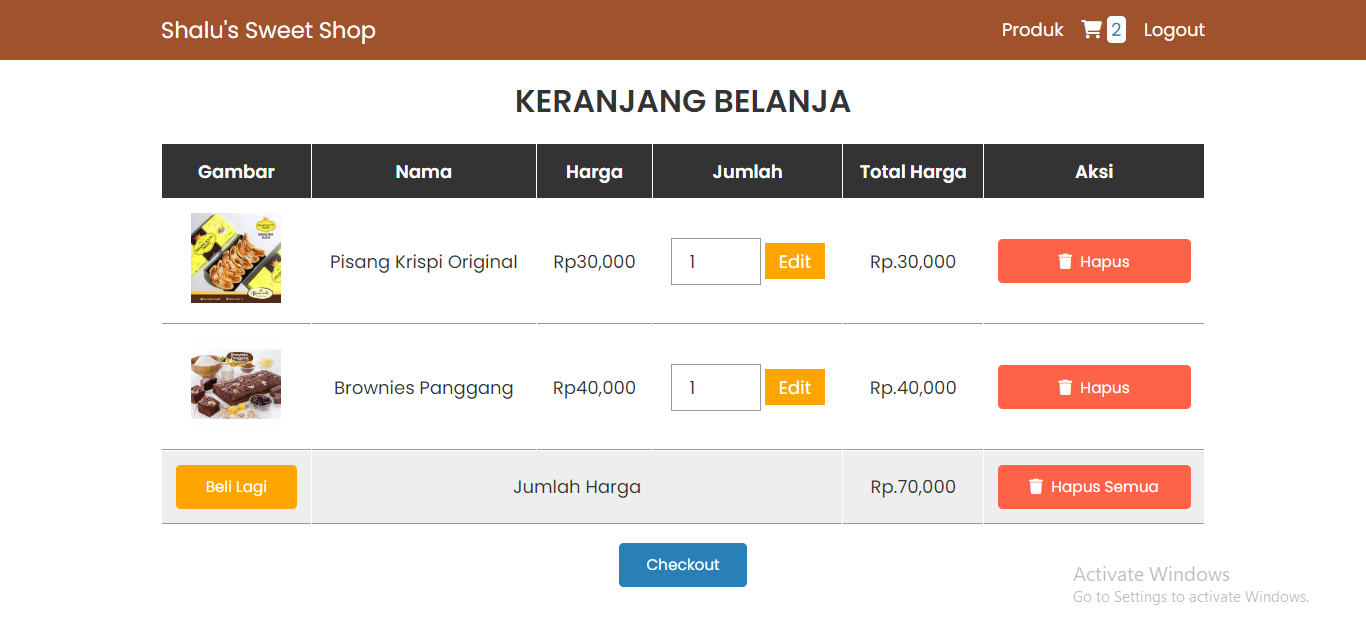 Shalu's Sweet Shop
Produk 2 Logout
KERANJANG BELANJA
Gambar Nama Harga Jumlah Total Harga Aksi
Pisang Krispi Original Rp30,000 1 Edit Rp.30,000 Hapus
Brownies Panggang Rp40,000 1 Edit Rp.40,000 Hapus
Beli Lagi Jumlah Harga Rp.70,000 Hapus Semua
Checkout
Activate Windows
Go to Settings to activate Windows.